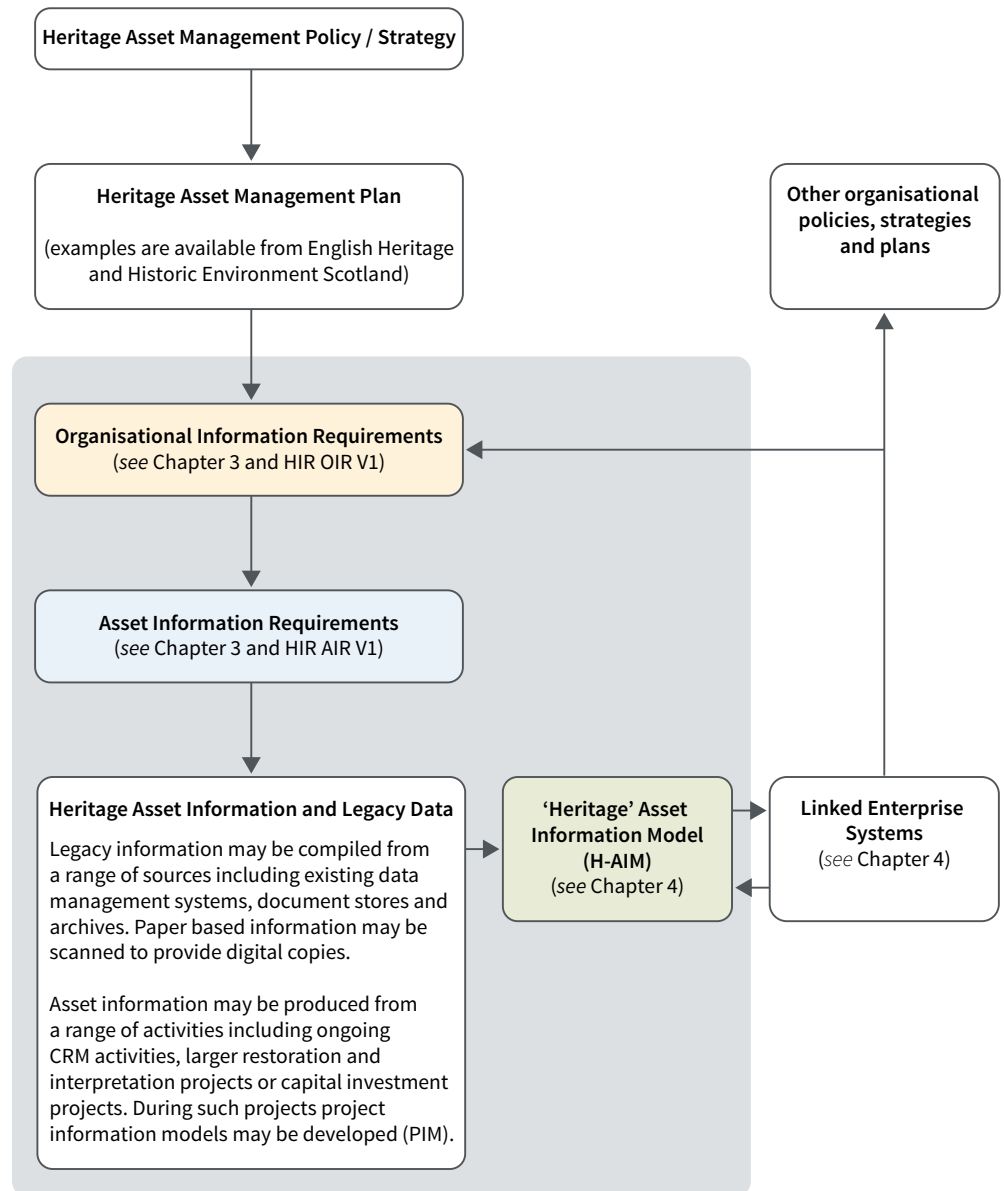 Heritage Asset Management Policy / Strategy
Heritage Asset Management Plan
(examples are available from English Heritage
and Historic Environment Scotland)
Other organisational
policies, strategies
and plans
Organisational Information Requirements
(see Chapter 3 and HIR OIR V1)
Asset Information Requirements
(see Chapter 3 and HIR AIR V1)
Heritage Asset Information and Legacy Data
Legacy information may be compiled from
a range of sources including existing data
management systems, document stores and
archives. Paper based information may be
scanned to provide digital copies.
Asset information may be produced from
a range of activities including ongoing
CRM activities, larger restoration and
interpretation projects or capital investment
projects. During such projects project
information models may be developed (PIM).
‘Heritage’ Asset
Information Model
(H-AIM)
(see Chapter 4)
Linked Enterprise
Systems
(see Chapter 4)